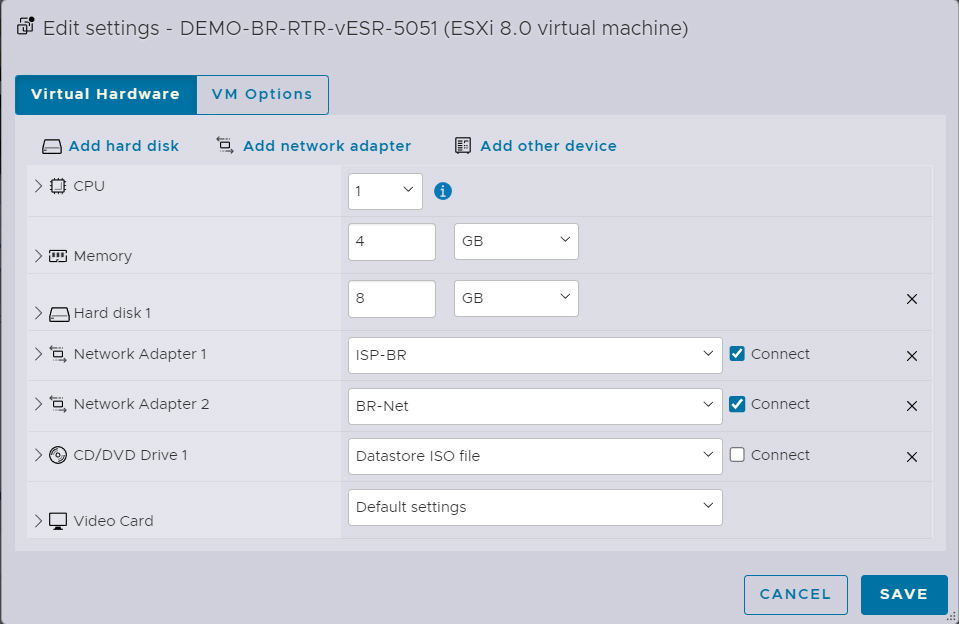 Edit settings - DEMO-BR-RTR-vESR-5051 (ESXi 8.0 virtual machine)
Virtual Hardware VM Options
Add hard disk Add network adapter Add other device
CPU 1
Memory 4 GB
Hard disk 1 8 GB
Network Adapter 1 ISP-BR Connect
Network Adapter 2 BR-Net Connect
CD/DVD Drive 1 Datastore ISO file Connect
Video Card Default settings
CANCEL SAVE